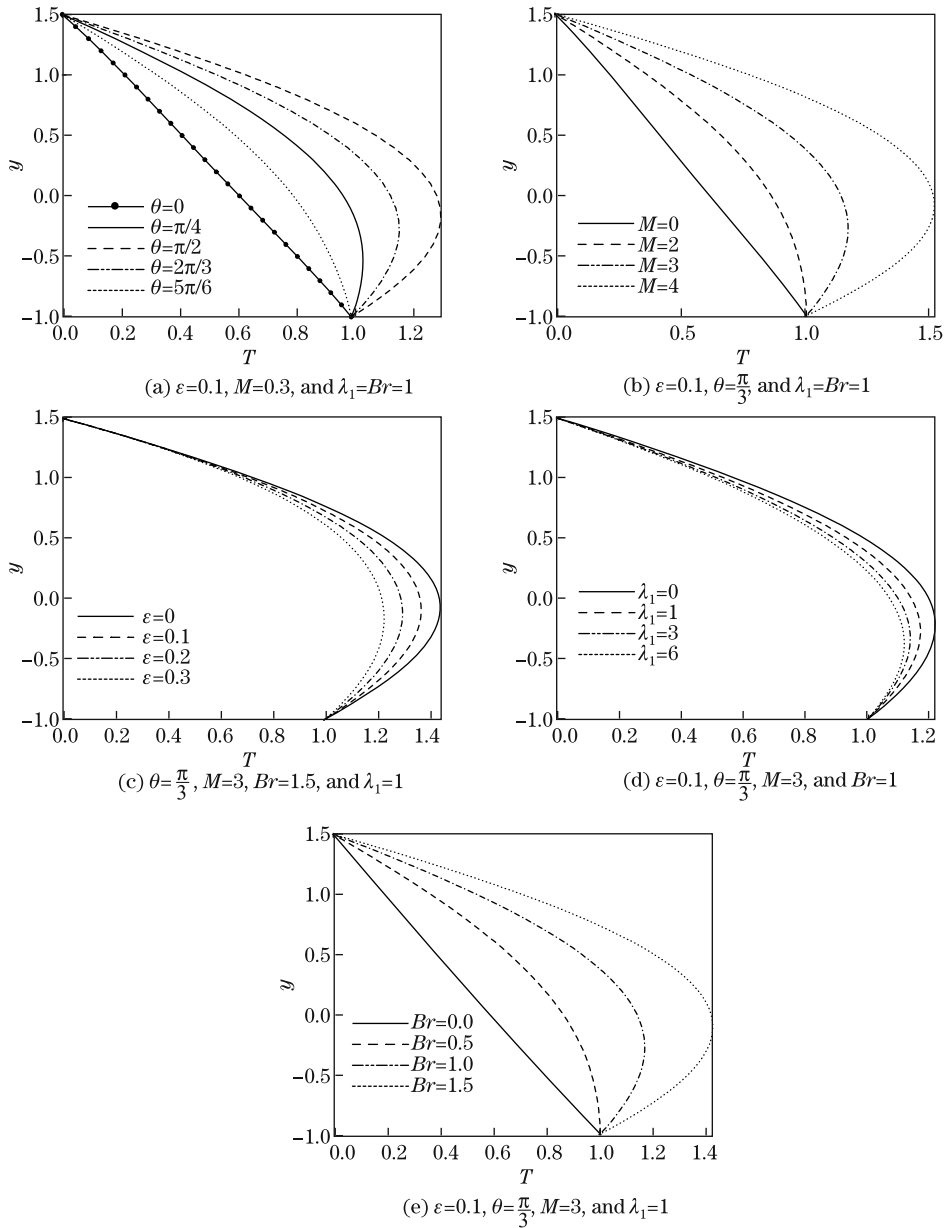 1.5
1.0
0.5
0.0
−0.5
−1.0
y
θ=0
θ=π/4
θ=π/2
θ=2π/3
θ=5π/6
0.0 0.2 0.4 0.6 0.8 1.0 1.2
T
(a) ε=0.1, M=0.3, and λ₁=Br=1
1.5
1.0
0.5
0.0
−0.5
−1.0
y
M=0
M=2
M=3
M=4
0.0 0.5 1.0 1.5
T
(b) ε=0.1, θ=π/3, and λ₁=Br=1
1.5
1.0
0.5
0.0
−0.5
−1.0
y
ε=0
ε=0.1
ε=0.2
ε=0.3
0.0 0.2 0.4 0.6 0.8 1.0 1.2 1.4
T
(c) θ=π/3, M=3, Br=1.5, and λ₁=1
1.5
1.0
0.5
0.0
−0.5
−1.0
y
λ₁=0
λ₁=1
λ₁=3
λ₁=6
0.0 0.2 0.4 0.6 0.8 1.0 1.2
T
(d) ε=0.1, θ=π/3, M=3, and Br=1
1.5
1.0
0.5
0.0
−0.5
−1.0
y
Br=0.0
Br=0.5
Br=1.0
Br=1.5
0.0 0.2 0.4 0.6 0.8 1.0 1.2 1.4
T
(e) ε=0.1, θ=π/3, M=3, and λ₁=1